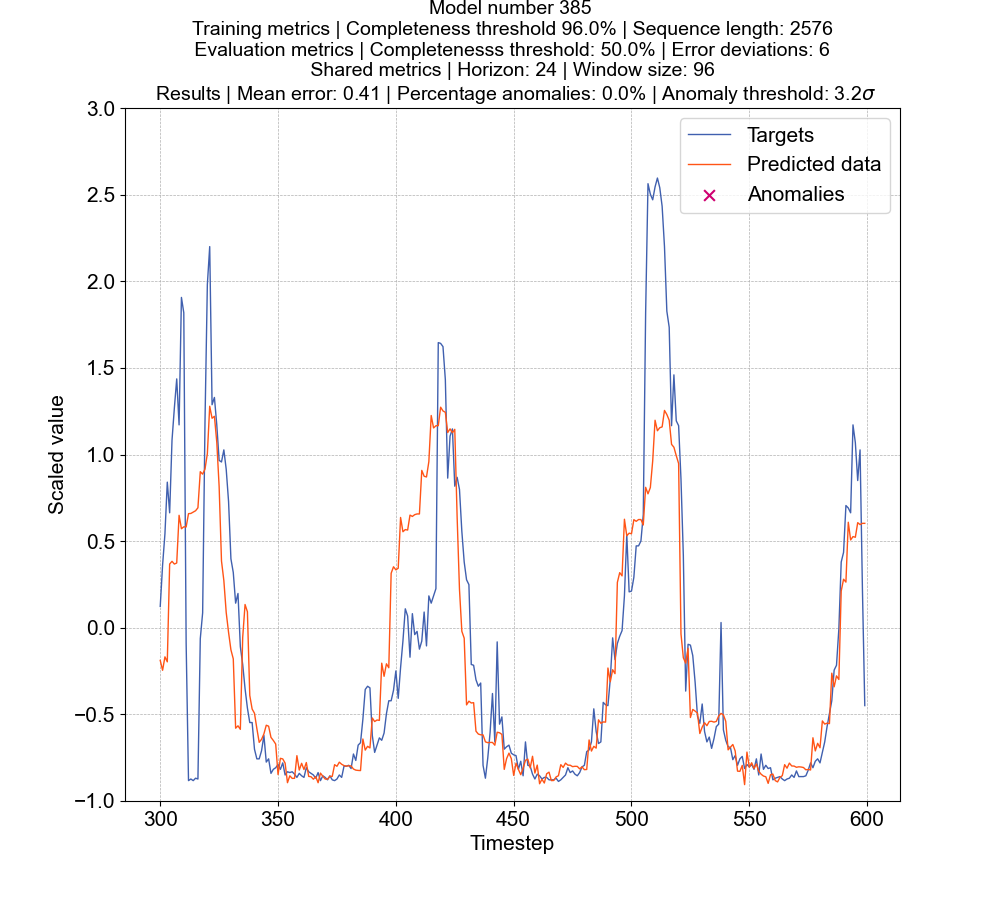 Model number 385
Training metrics | Completeness threshold 96.0% | Sequence length: 2576
Evaluation metrics | Completenesss threshold: 50.0% | Error deviations: 6
Shared metrics | Horizon: 24 | Window size: 96
Results | Mean error: 0.41 | Percentage anomalies: 0.0% | Anomaly threshold: 3.2σ
Targets
Predicted data
Anomalies
3.0
2.5
2.0
1.5
1.0
0.5
0.0
−0.5
−1.0
Scaled value
300
350
400
450
500
550
600
Timestep